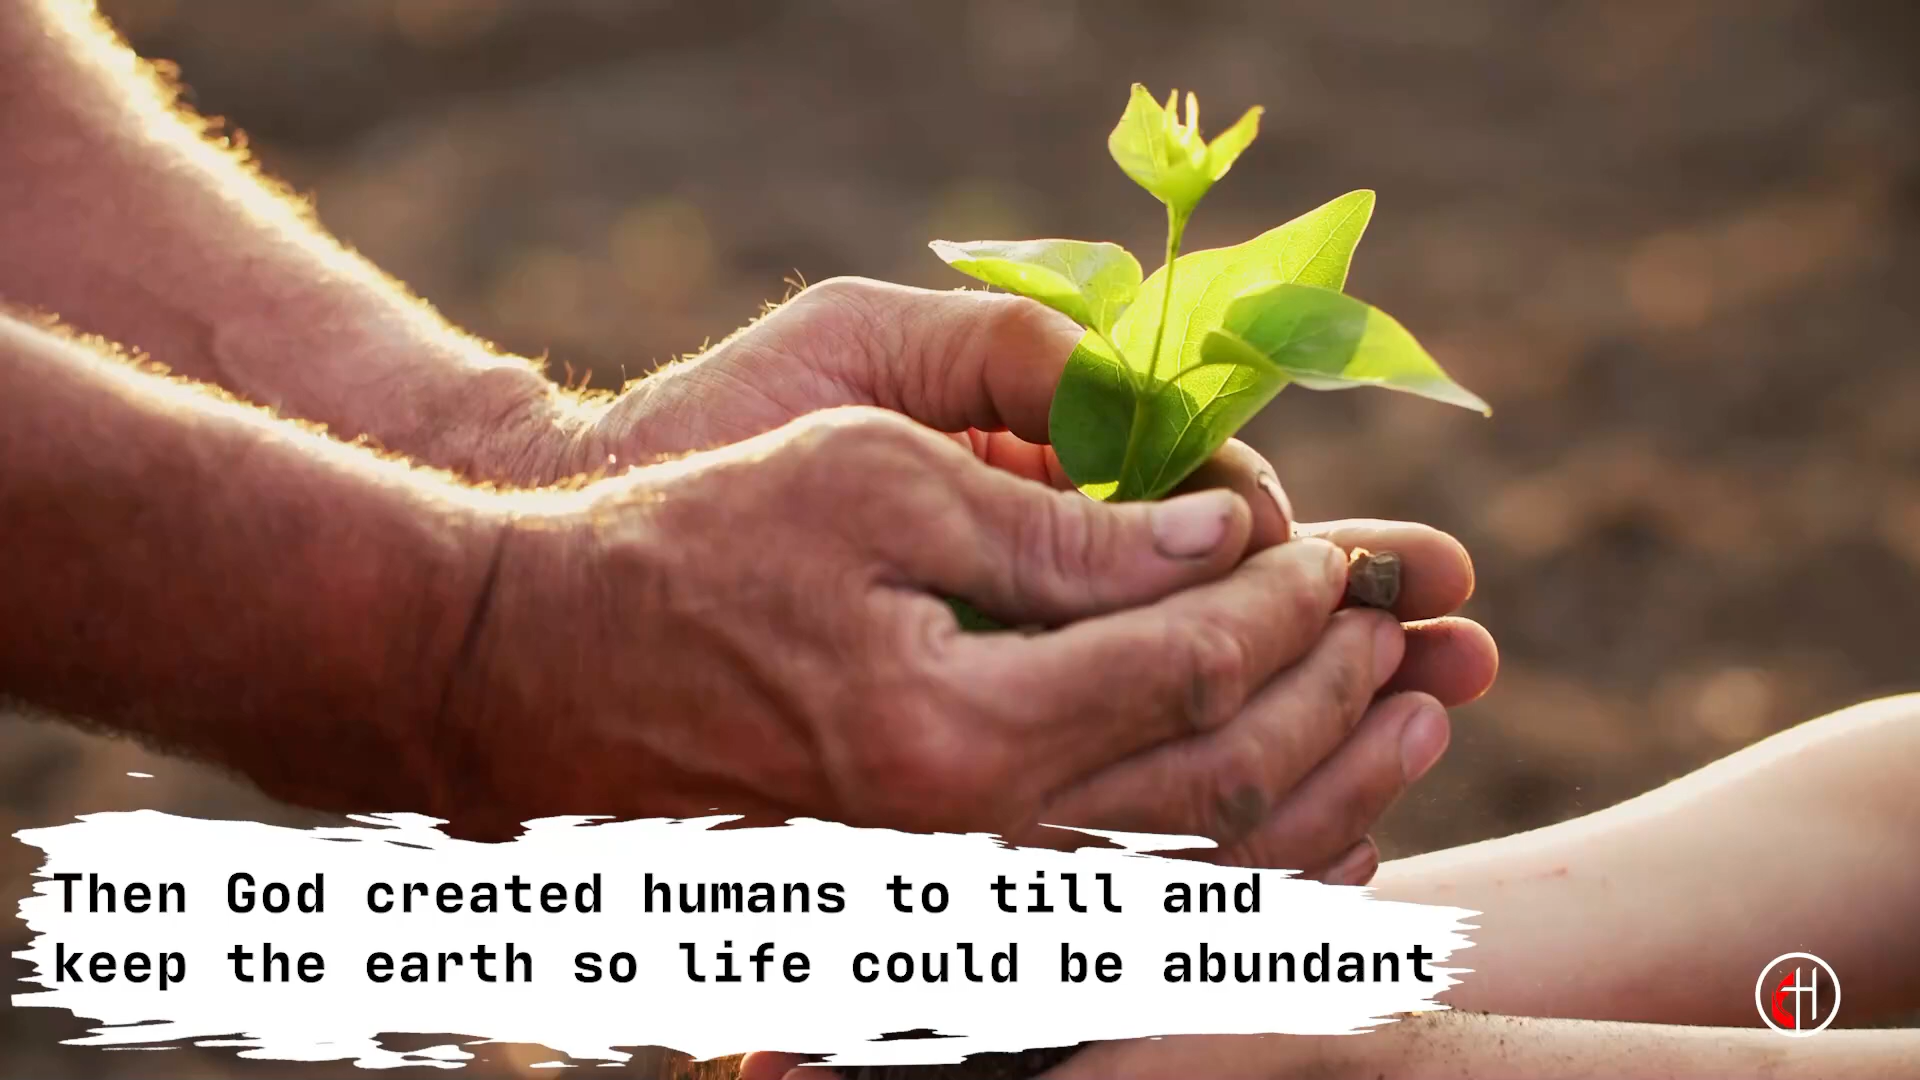 Then God created humans to till and
keep the earth so life could be abundant